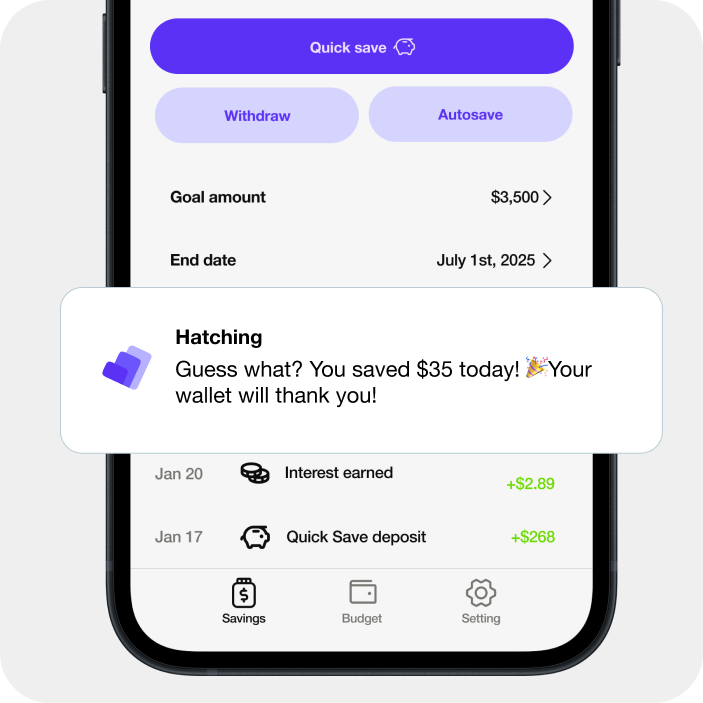 Quick save
Withdraw
Autosave
Goal amount $3,500
End date July 1st, 2025
Hatching
Guess what? You saved $35 today! 🎉Your
wallet will thank you!
Jan 20 Interest earned +$2.89
Jan 17 Quick Save deposit +$268
Savings Budget Setting